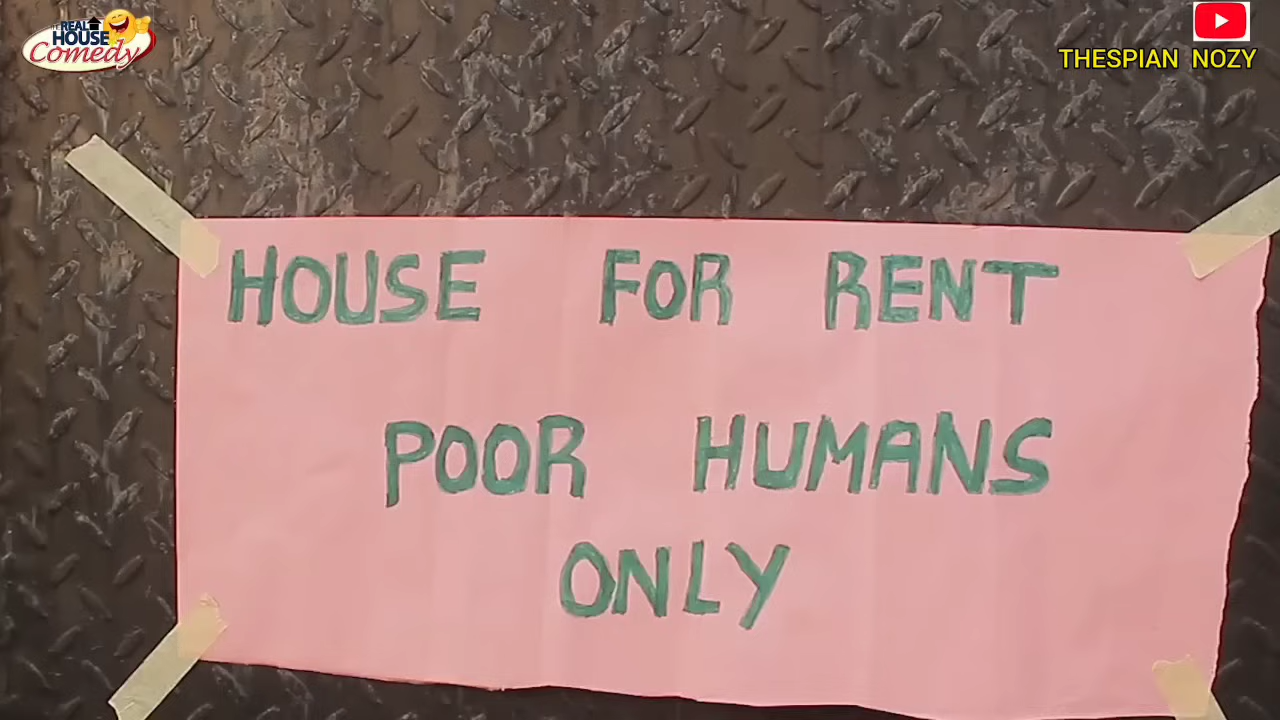 THE REAL
HOUSE
Comedy
THESPIAN NOZY
HOUSE FOR RENT
POOR HUMANS
ONLY